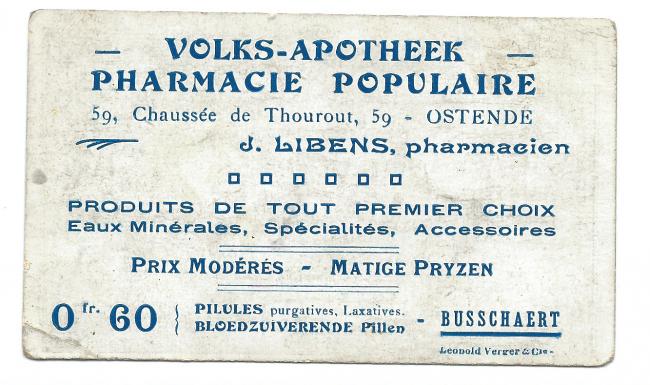 — VOLKS-APOTHEEK —
PHARMACIE POPULAIRE
59, Chaussée de Thourout, 59 - OSTENDE
J. LIBENS, pharmacien
PRODUITS DE TOUT PREMIER CHOIX
Eaux Minérales, Spécialités, Accessoires
PRIX MODÉRÉS - MATIGE PRYZEN
0 fr. 60 { PILULES purgatives, Laxatives.
BLOEDZUIVERENDE Pillen - BUSSCHAERT
Leopold Verger & Cie -